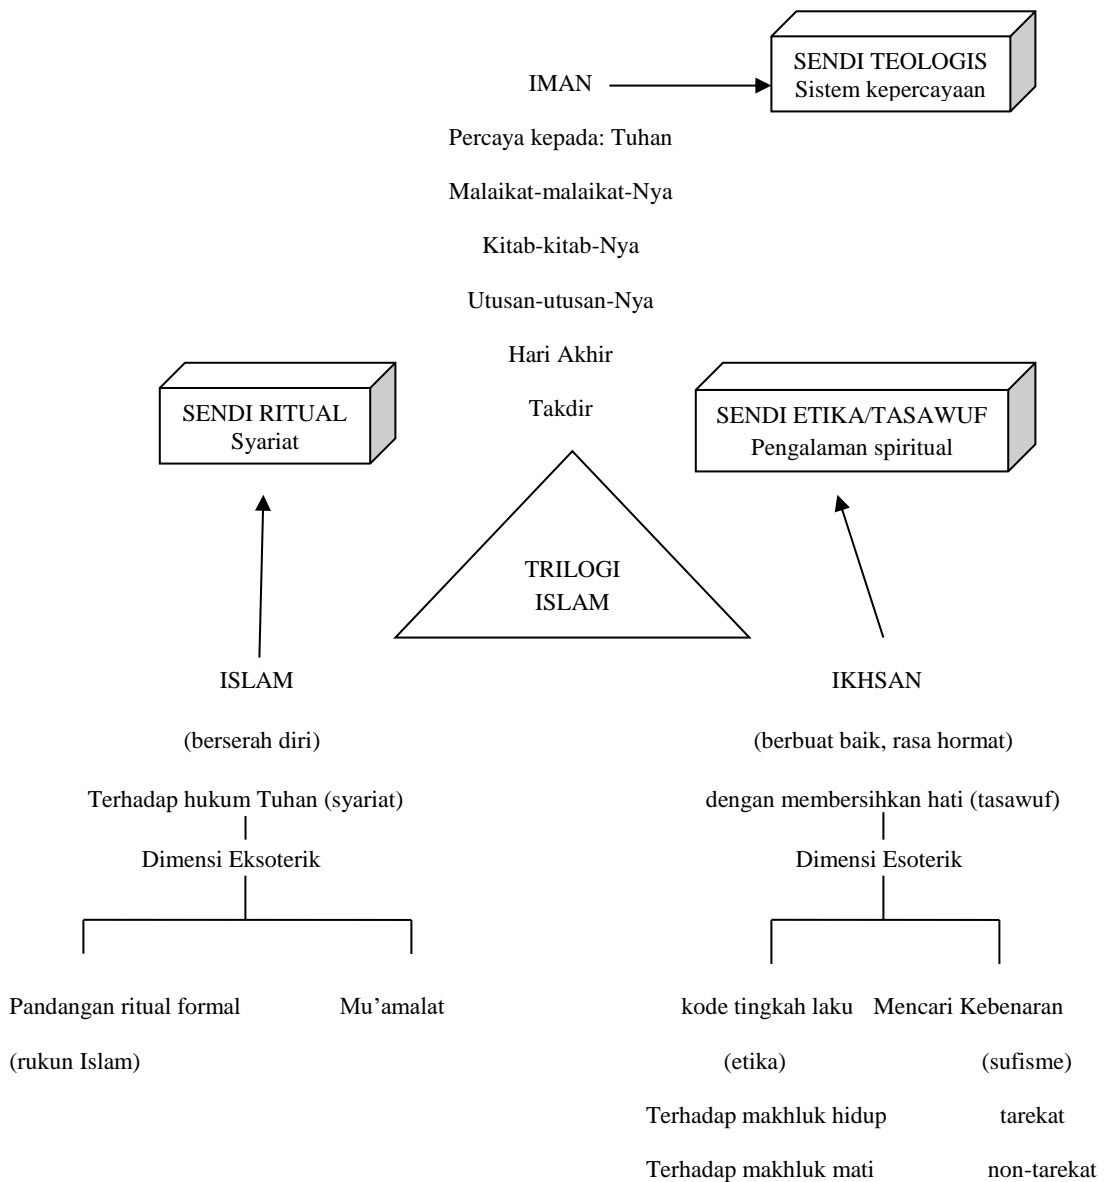 SENDI TEOLOGIS
Sistem kepercayaan
IMAN
Percaya kepada: Tuhan
Malaikat-malaikat-Nya
Kitab-kitab-Nya
Utusan-utusan-Nya
Hari Akhir
Takdir
SENDI RITUAL
Syariat
SENDI ETIKA/TASAWUF
Pengalaman spiritual
TRILOGI
ISLAM
ISLAM
(berserah diri)
Terhadap hukum Tuhan (syariat)
Dimensi Eksoterik
Pandangan ritual formal
(rukun Islam)
Mu’amalat
IKHSAN
(berbuat baik, rasa hormat)
dengan membersihkan hati (tasawuf)
Dimensi Esoterik
kode tingkah laku
(etika)
Terhadap makhluk hidup
Terhadap makhluk mati
Mencari Kebenaran
(sufisme)
tarekat
non-tarekat